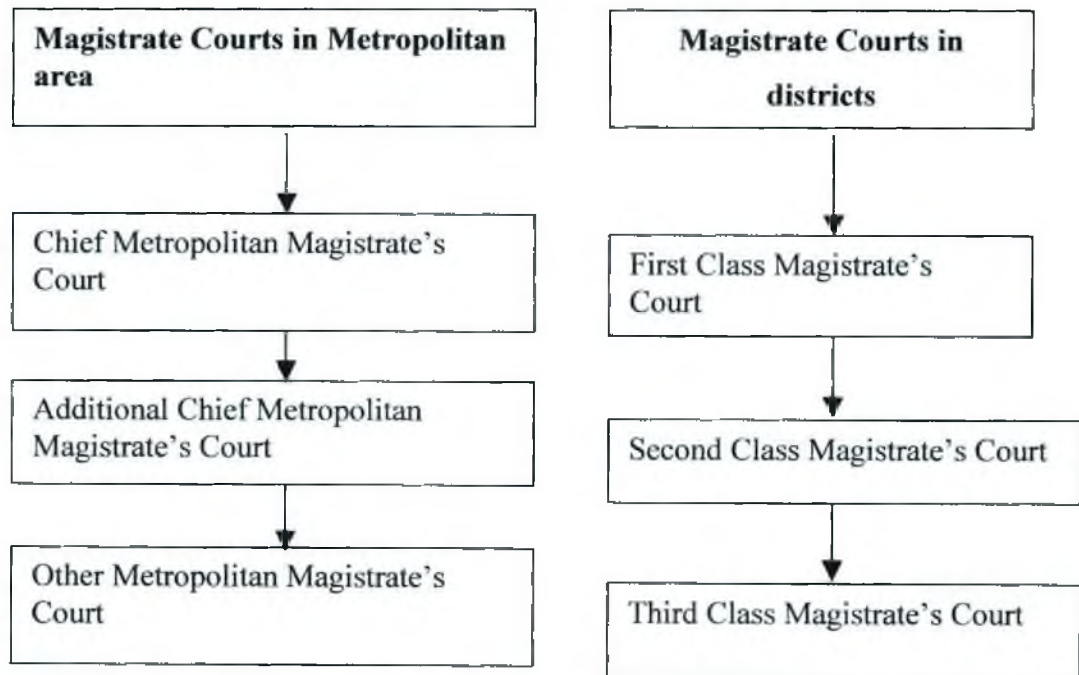 Magistrate Courts in Metropolitan
area
Chief Metropolitan Magistrate's
Court
Additional Chief Metropolitan
Magistrate's Court
Other Metropolitan Magistrate's
Court
Magistrate Courts in
districts
First Class Magistrate's
Court
Second Class Magistrate's Court
Third Class Magistrate's Court